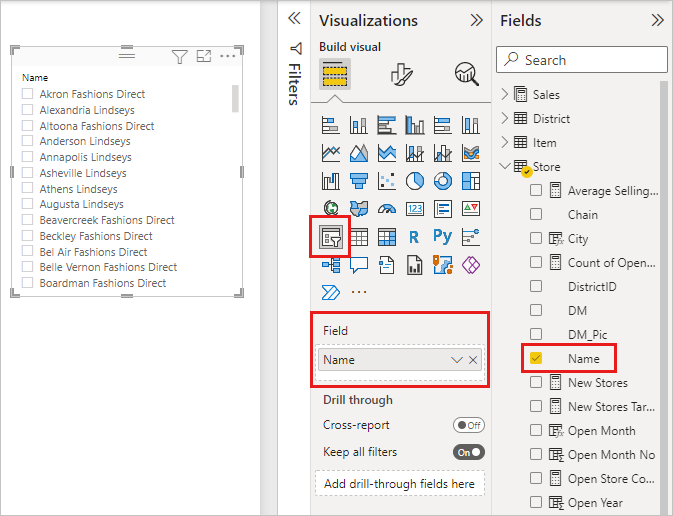 Name
Akron Fashions Direct
Alexandria Lindseys
Altoona Fashions Direct
Anderson Lindseys
Annapolis Lindseys
Asheville Lindseys
Athens Lindseys
Augusta Lindseys
Beavercreek Fashions Direct
Beckley Fashions Direct
Bel Air Fashions Direct
Belle Vernon Fashions Direct
Boardman Fashions Direct
Filters
Visualizations
Build visual
123
R
Py
Field
Name
Drill through
Cross-report
Off
Keep all filters
On
Add drill-through fields here
Fields
Search
Sales
District
Item
Store
Average Selling...
Chain
City
Count of Open...
DistrictID
DM
DM_Pic
Name
New Stores
New Stores Tar...
Open Month
Open Month No
Open Store Co...
Open Year